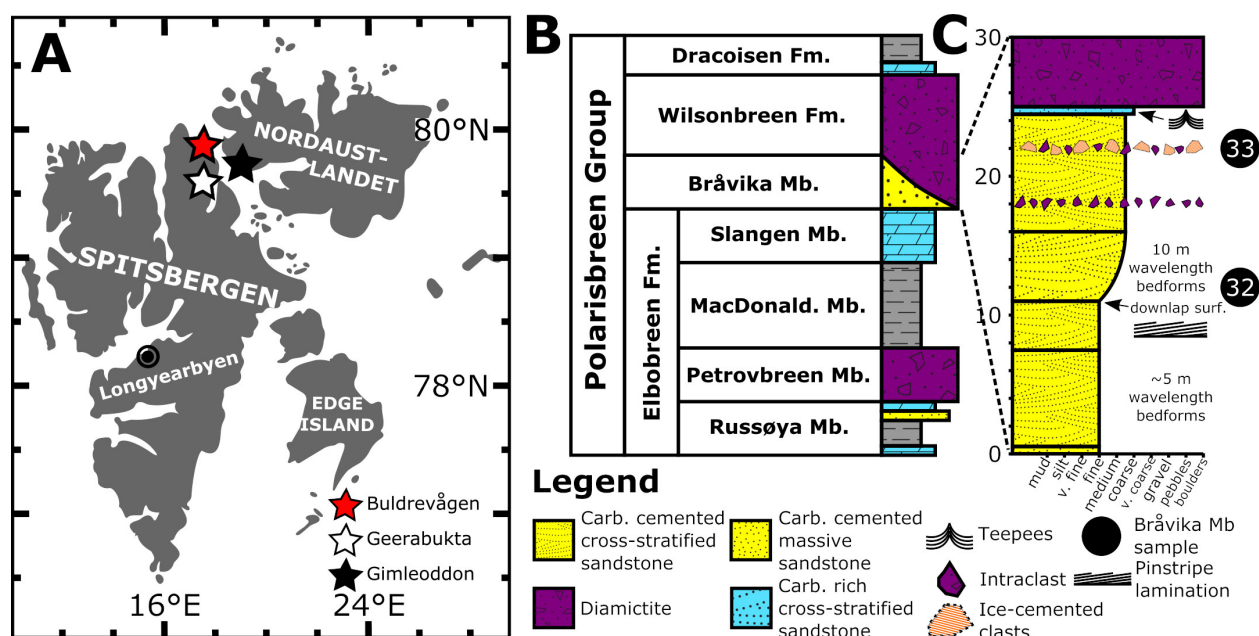 A
80°N
NORDAUST-
LANDET
SPITSBERGEN
Longyearbyen
78°N
EDGE
ISLAND
Buldrevågen
Geerabukta
Gimleoddon
16°E
24°E
B
Polarisbreen Group
Dracoisen Fm.
Wilsonbreen Fm.
Bråvika Mb.
Elbobreen Fm.
Slangen Mb.
MacDonald. Mb.
Petrovbreen Mb.
Russøya Mb.
C
30
20
10
0
33
32
10 m
wavelength
bedforms
downlap surf.
~5 m
wavelength
bedforms
mud
silt
v. fine
fine
medium
coarse
v. coarse
gravel
pebbles
boulders
Legend
Carb. cemented
cross-stratified
sandstone
Carb. cemented
massive
sandstone
Diamictite
Carb. rich
cross-stratified
sandstone
Teepees
Intraclast
Ice-cemented
clasts
Bråvika Mb
sample
Pinstripe
lamination